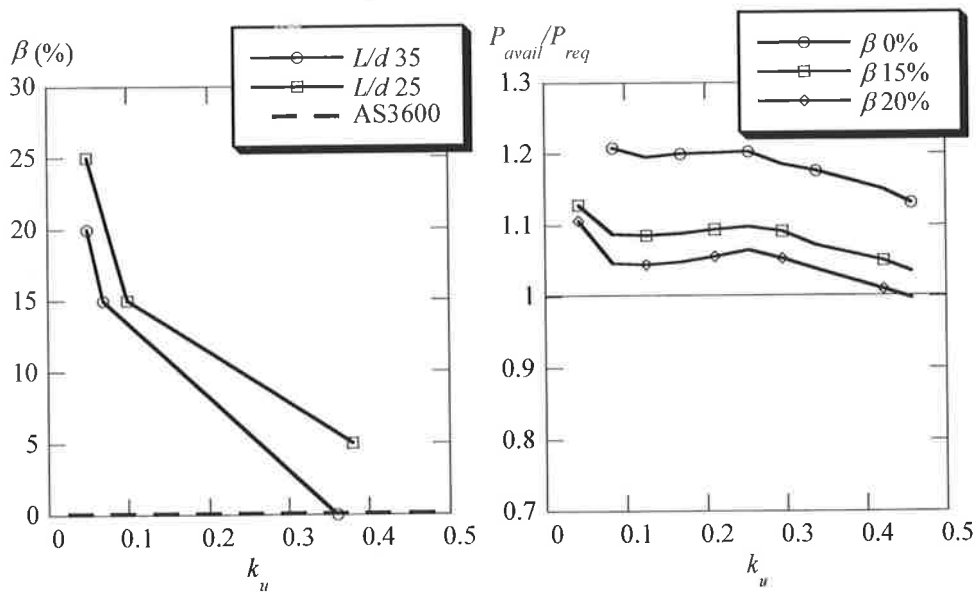 β (%)
L/d 35
L/d 25
AS3600
30
25
20
15
10
5
0
0
0.1
0.2
0.3
0.4
0.5
k_u
P_avail/P_req
β 0%
β 15%
β 20%
1.3
1.2
1.1
1
0.9
0.8
0.7
0
0.1
0.2
0.3
0.4
0.5
k_u